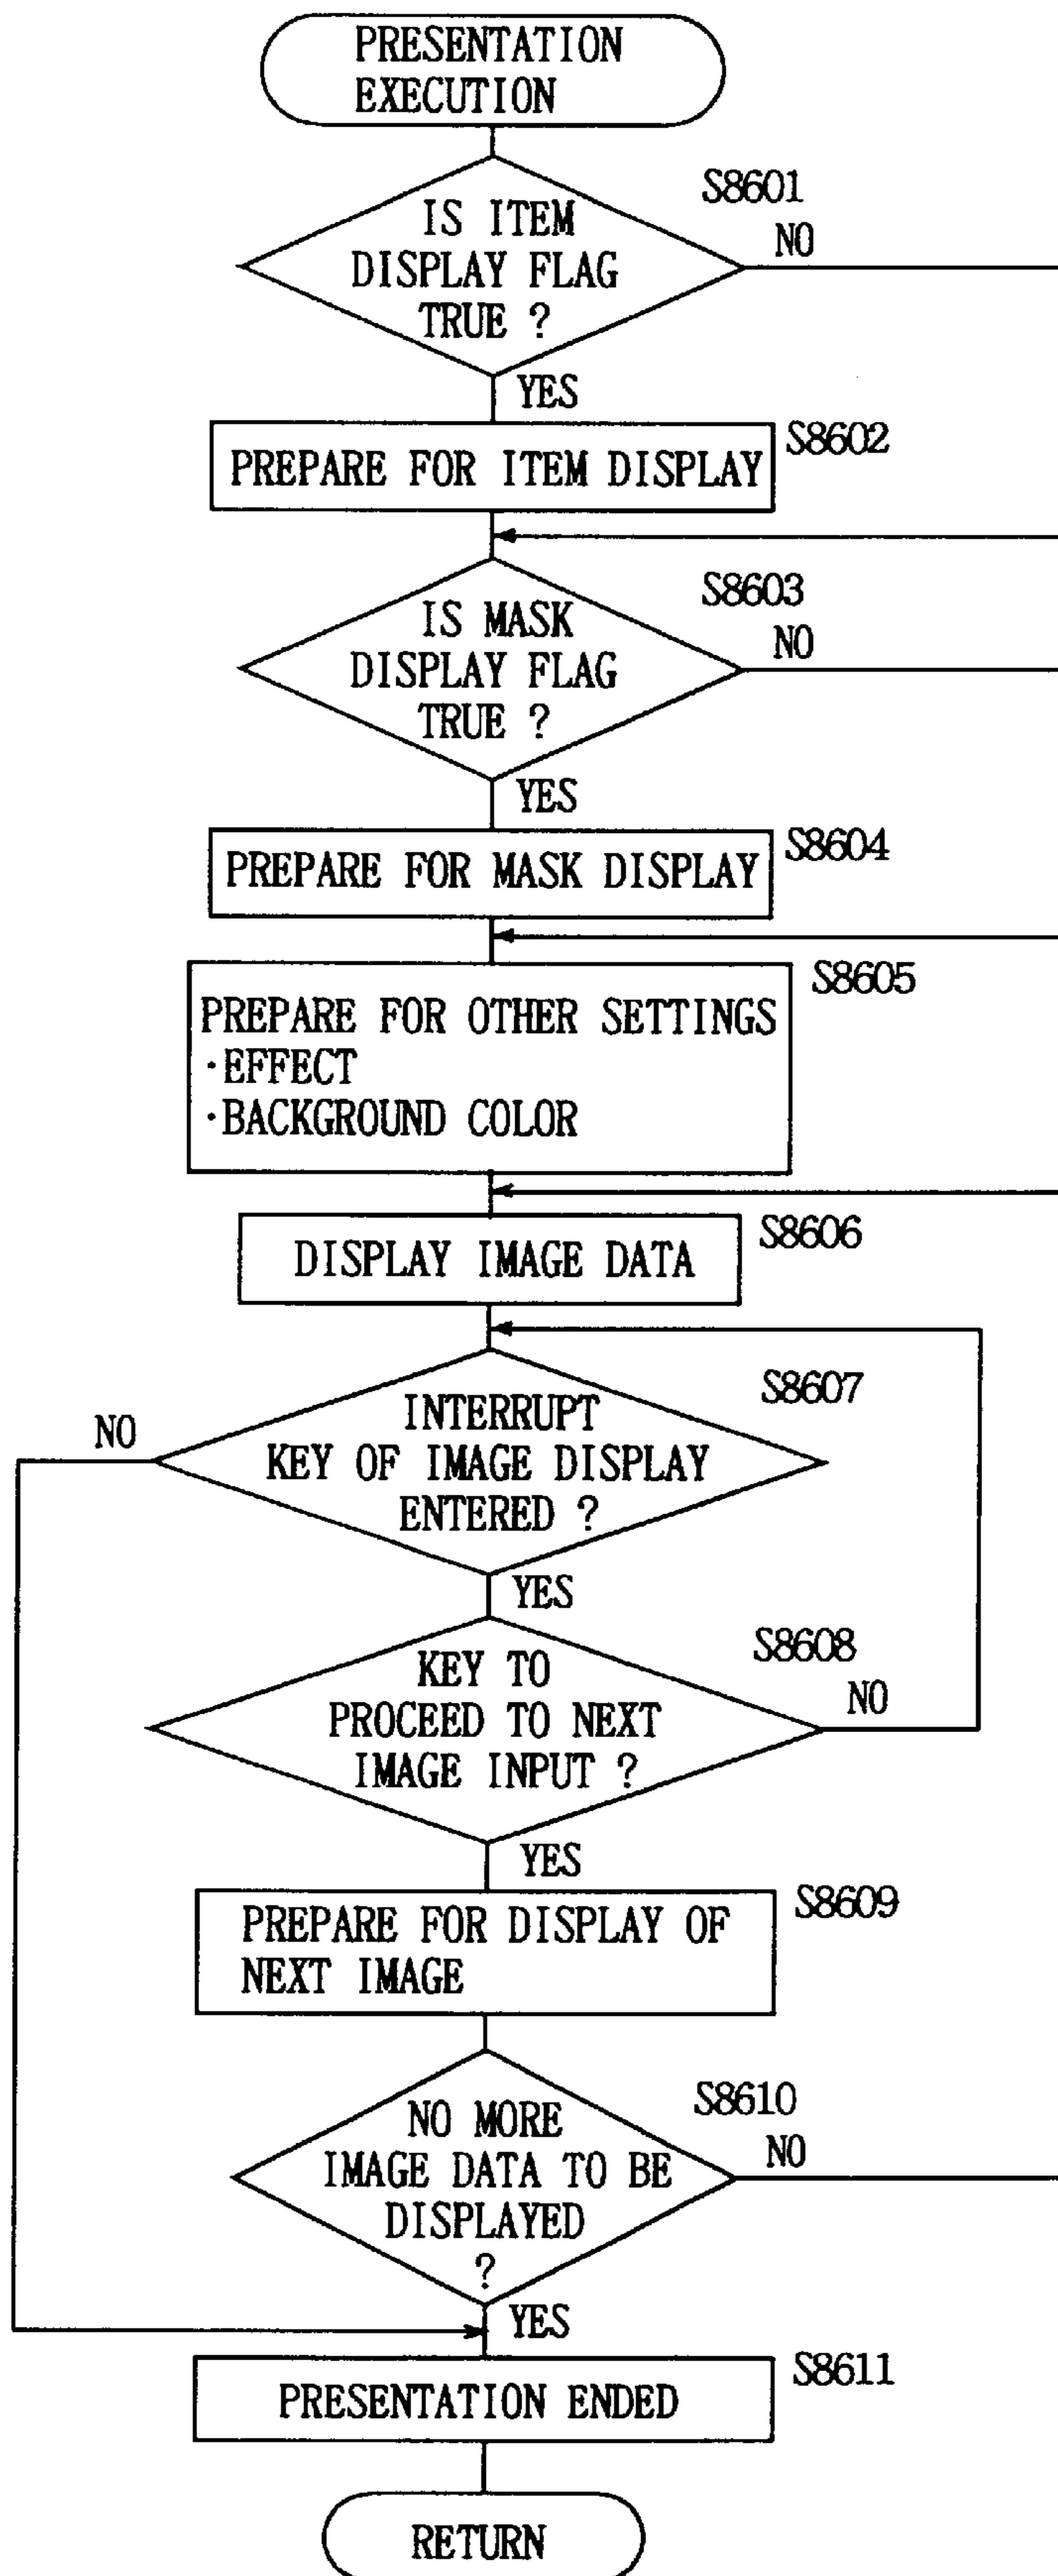 PRESENTATION
EXECUTION
S8601
IS ITEM
DISPLAY FLAG
TRUE ?
NO
YES
S8602
PREPARE FOR ITEM DISPLAY
S8603
IS MASK
DISPLAY FLAG
TRUE ?
NO
YES
S8604
PREPARE FOR MASK DISPLAY
S8605
PREPARE FOR OTHER SETTINGS
·EFFECT
·BACKGROUND COLOR
S8606
DISPLAY IMAGE DATA
S8607
NO
INTERRUPT
KEY OF IMAGE DISPLAY
ENTERED ?
YES
S8608
KEY TO
PROCEED TO NEXT
IMAGE INPUT ?
NO
YES
S8609
PREPARE FOR DISPLAY OF
NEXT IMAGE
S8610
NO MORE
IMAGE DATA TO BE
DISPLAYED
?
NO
YES
S8611
PRESENTATION ENDED
RETURN